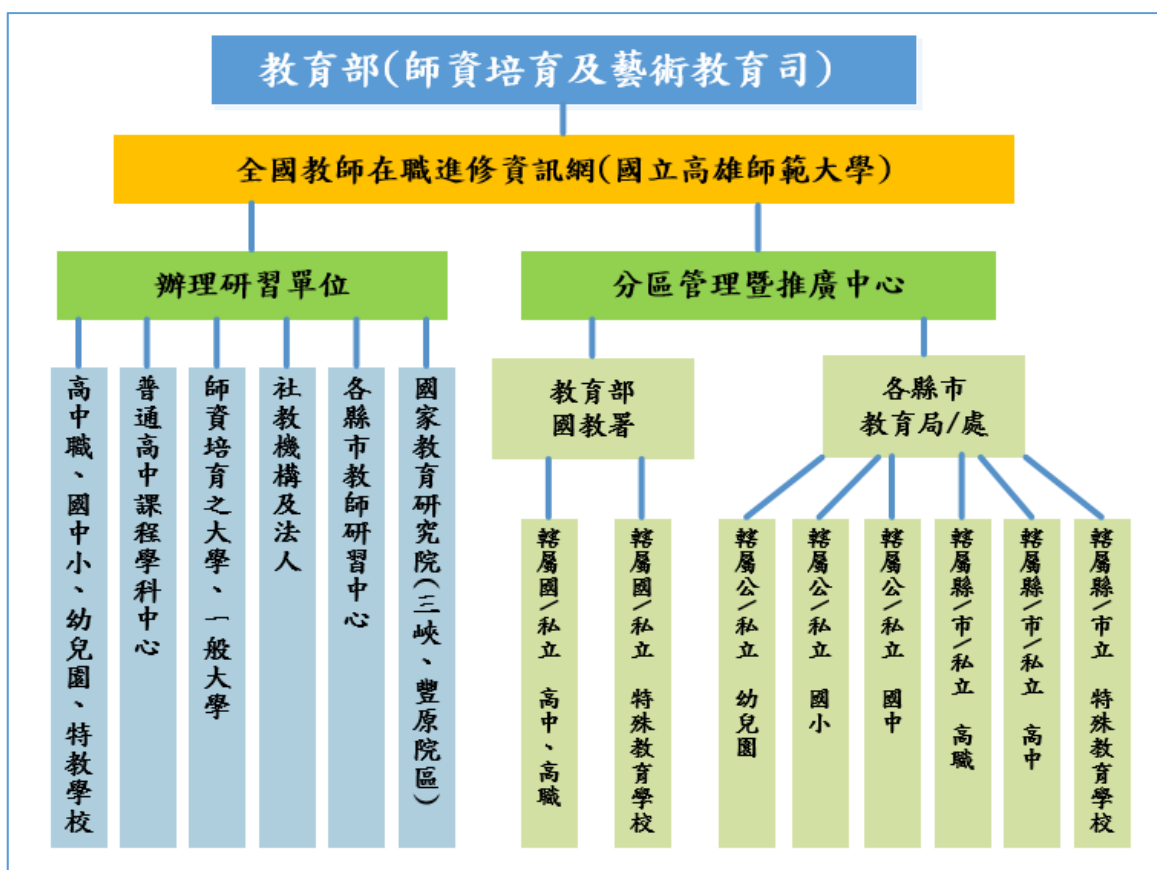 教育部(師資培育及藝術教育司)
全國教師在職進修資訊網(國立高雄師範大學)
辦理研習單位
分區管理暨推廣中心
高中職、國中小、幼兒園、特教學校
普通高中課程學科中心
師資培育之大學、一般大學
社教機構及法人
各縣市教師研習中心
國家教育研究院(三峽、豐原院區)
教育部
國教署
各縣市
教育局/處
轄屬國/私立 高中、高職
轄屬國/私立 特殊教育學校
轄屬公/私立 幼兒園
轄屬公/私立 國小
轄屬公/私立 國中
轄屬縣/市/私立 高職
轄屬縣/市/私立 高中
轄屬縣/市立 特殊教育學校